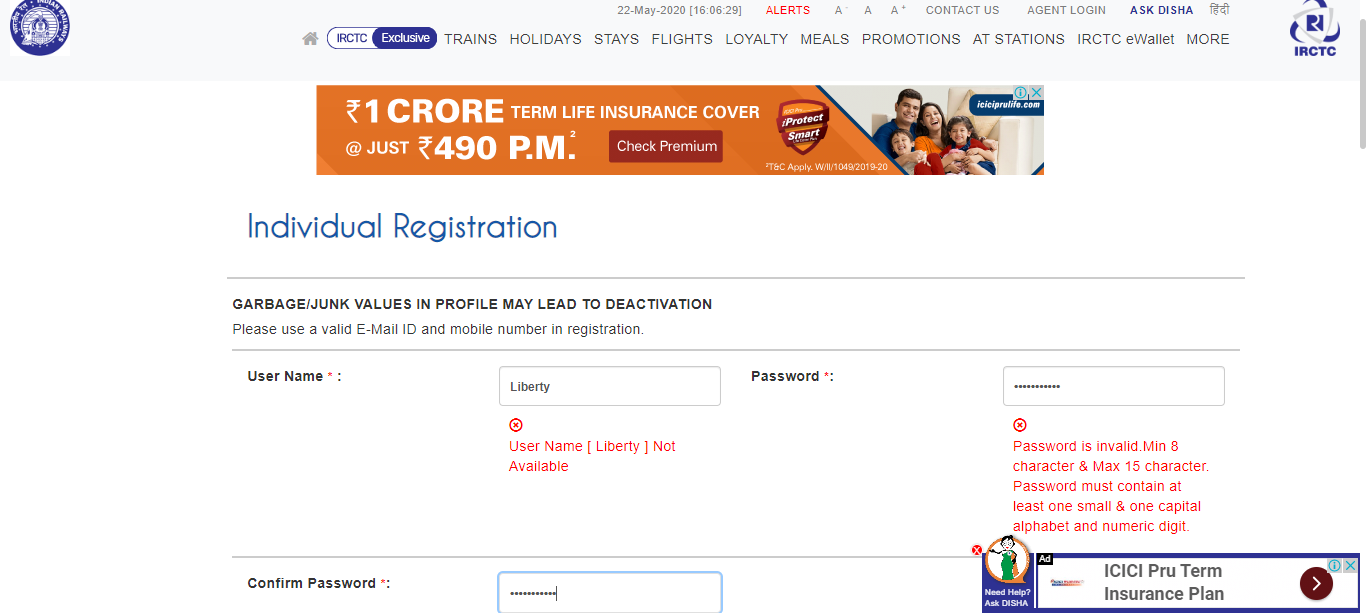 22-May-2020 [16:06:29] ALERTS A - A A + CONTACT US AGENT LOGIN ASK DISHA हिंदी
IRCTC Exclusive TRAINS HOLIDAYS STAYS FLIGHTS LOYALTY MEALS PROMOTIONS AT STATIONS IRCTC eWallet MORE
IRCTC
₹1 CRORE TERM LIFE INSURANCE COVER
@ JUST ₹490 P.M.2
Check Premium
iProtect
Smart
iciciprulife.com
2T&C Apply. W/II/1049/2019-20
Individual Registration
GARBAGE/JUNK VALUES IN PROFILE MAY LEAD TO DEACTIVATION
Please use a valid E-Mail ID and mobile number in registration.
User Name * :
Liberty
User Name [ Liberty ] Not
Available
Password *:
•••••••••••
Password is invalid.Min 8
character & Max 15 character.
Password must contain at
least one small & one capital
alphabet and numeric digit.
Confirm Password *:
•••••••••••
Need Help?
Ask DISHA
Ad
ICICI Pru Term
Insurance Plan